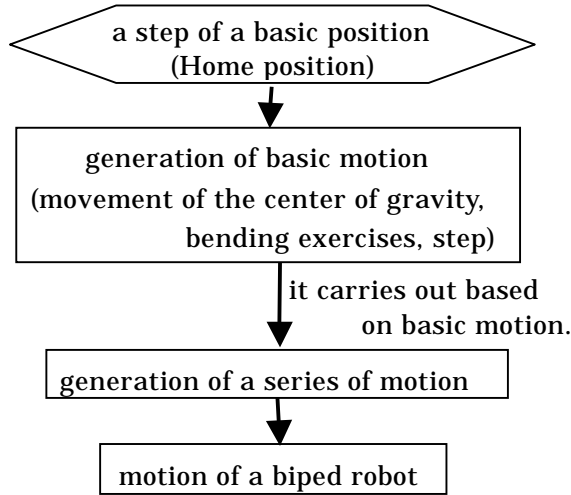 a step of a basic position
(Home position)
generation of basic motion
(movement of the center of gravity,
bending exercises, step)
it carries out based
on basic motion.
generation of a series of motion
motion of a biped robot